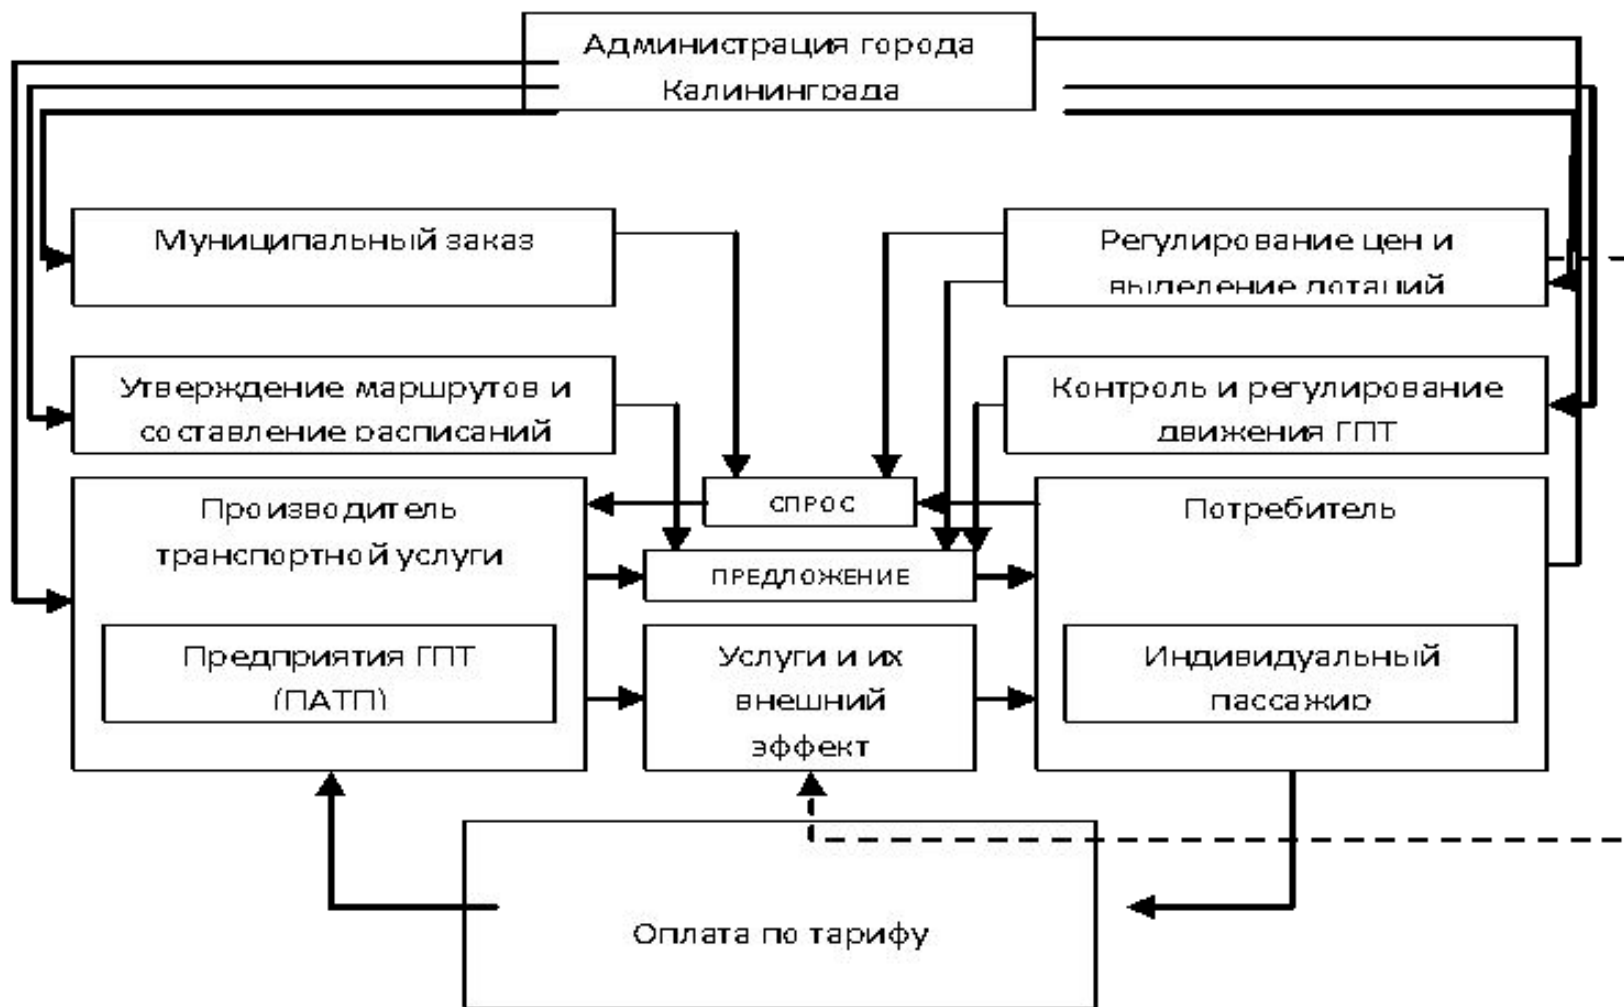 Администрация города
Калининграда
Муниципальный заказ
Регулирование цен и
выделение дотаций
Утверждение маршрутов и
составление расписаний
Контроль и регулирование
движения ГПТ
Производитель
транспортной услуги
СПРОС
Потребитель
ПРЕДЛОЖЕНИЕ
Предприятия ГПТ
(ПАТП)
Услуги и их
внешний
эффект
Индивидуальный
пассажир
Оплата по тарифу